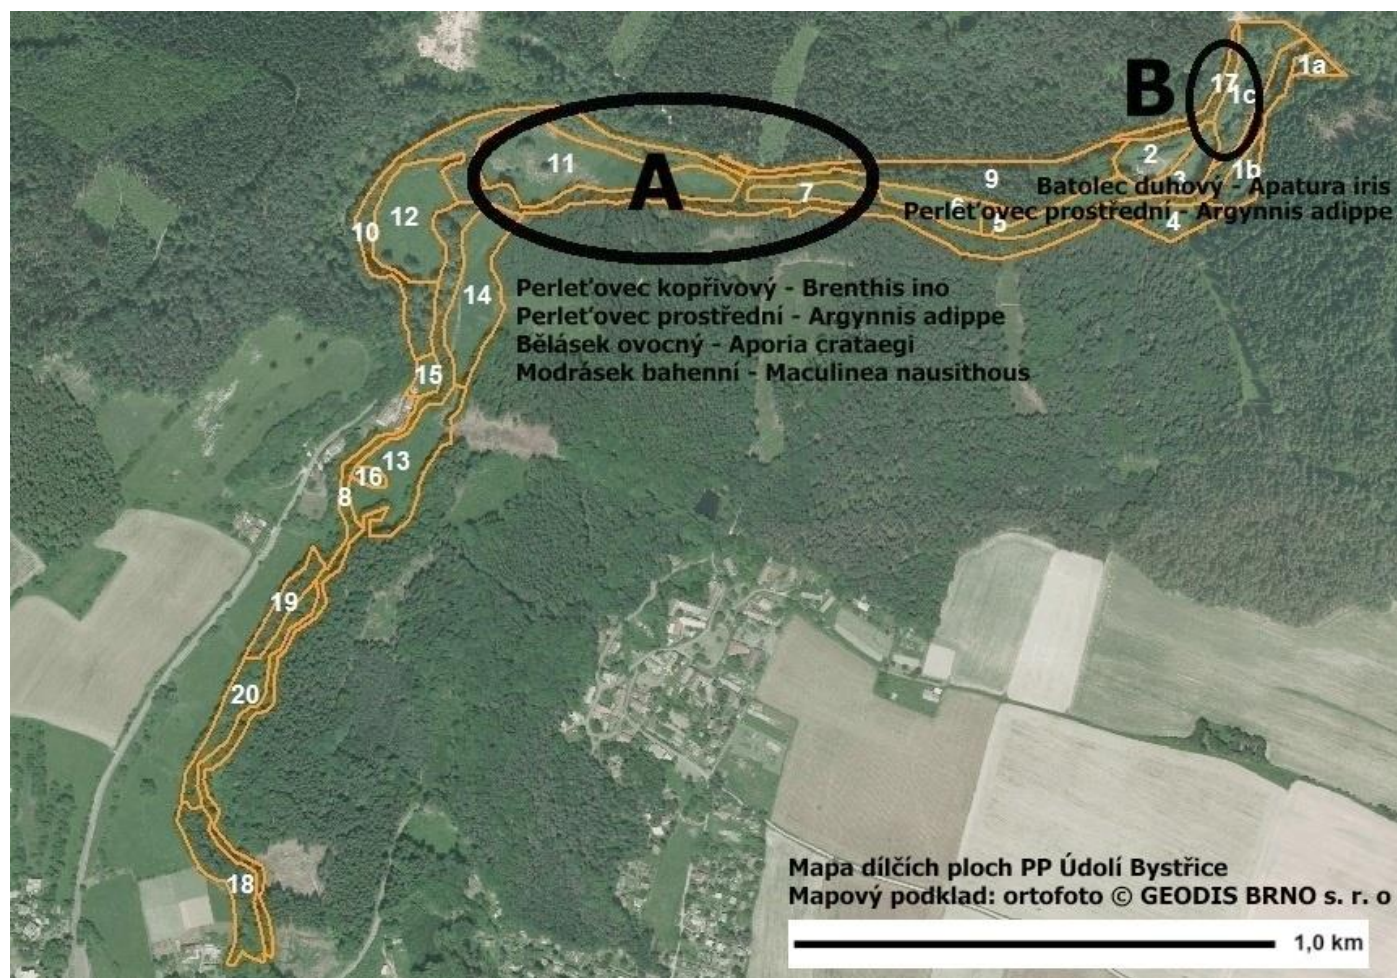 1a
B
17
1c
11
2
A
3
1b
7
9
Batolec duhový - Apatura iris
12
6
Perleťovec prostřední - Argynnis adippe
10
5
4
14
Perleťovec kopřivový - Brenthis ino
Perleťovec prostřední - Argynnis adippe
Bělásek ovocný - Aporia crataegi
Modrásek bahenní - Maculinea nausithous
15
13
16
8
19
20
18
Mapa dílčích ploch PP Údolí Bystřice
Mapový podklad: ortofoto © GEODIS BRNO s. r. o
1,0 km